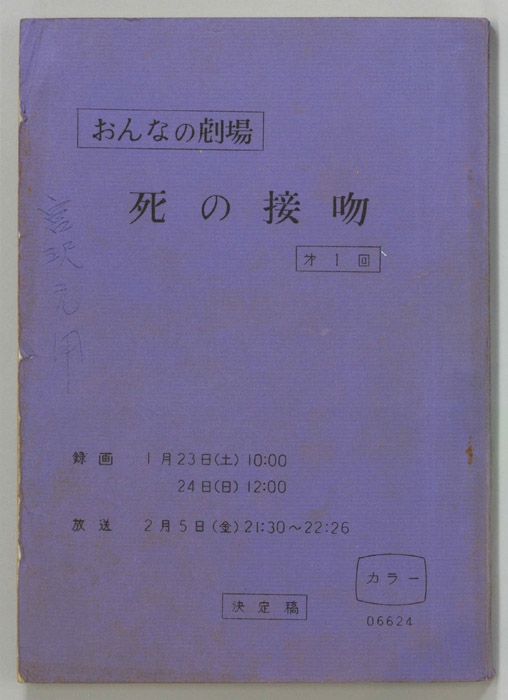 おんなの劇場
死の接吻
才1回
録画 1月23日(土)10:00
24日(日)12:00
放送 2月5日(金)21:30～22:26
カラー
決定稿
06624